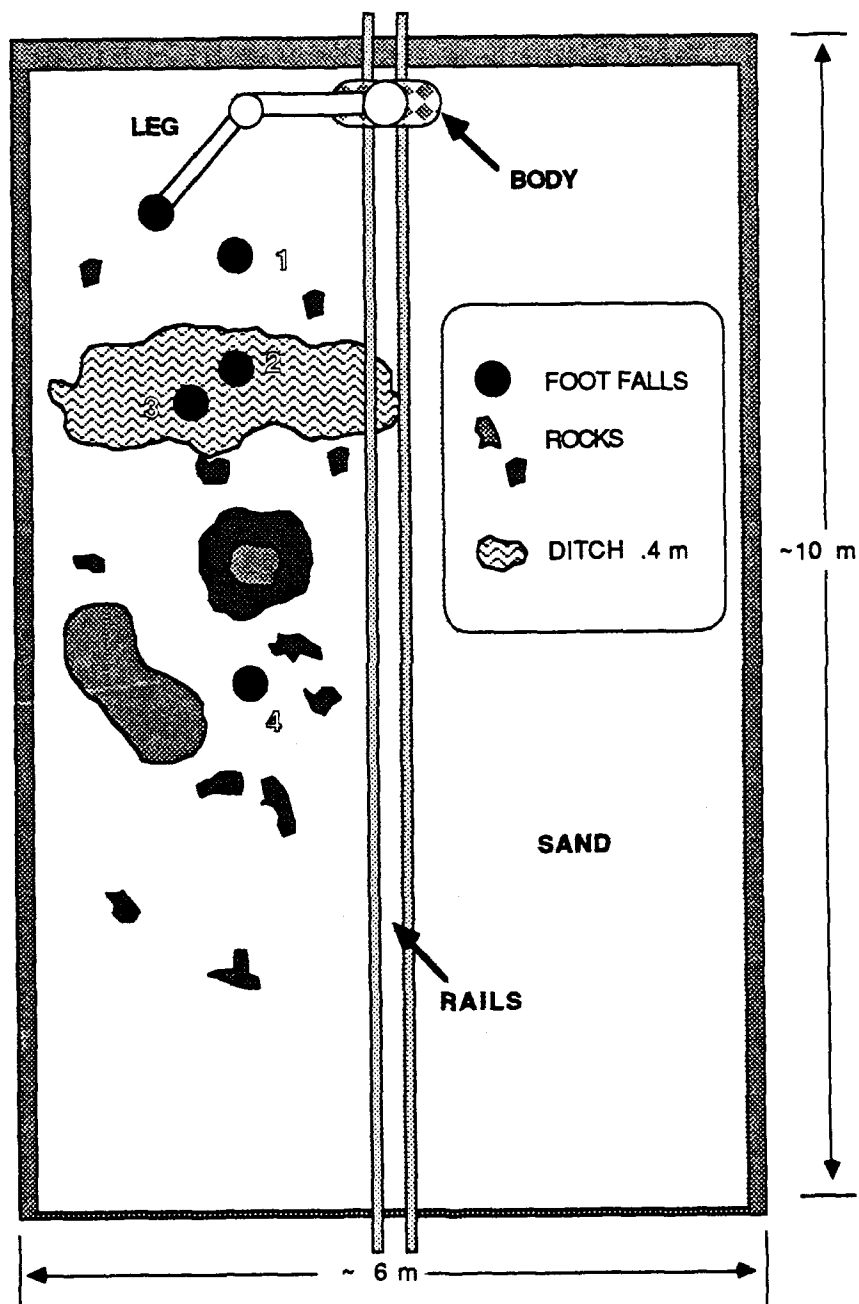 LEG
BODY
1
2
3
FOOT FALLS
ROCKS
DITCH .4 m
~10 m
4
SAND
RAILS
~ 6 m